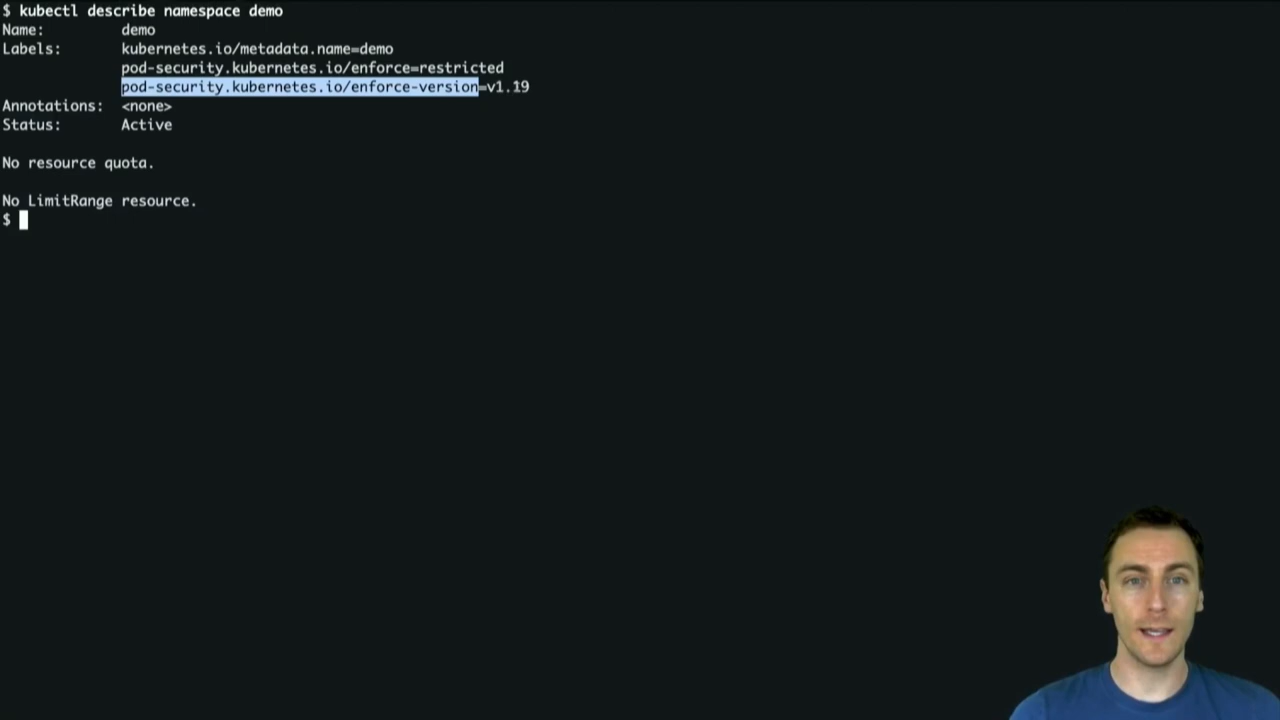 $ kubectl describe namespace demo
Name: demo
Labels: kubernetes.io/metadata.name=demo
pod-security.kubernetes.io/enforce=restricted
pod-security.kubernetes.io/enforce-version=v1.19
Annotations: <none>
Status: Active
No resource quota.
No LimitRange resource.
$